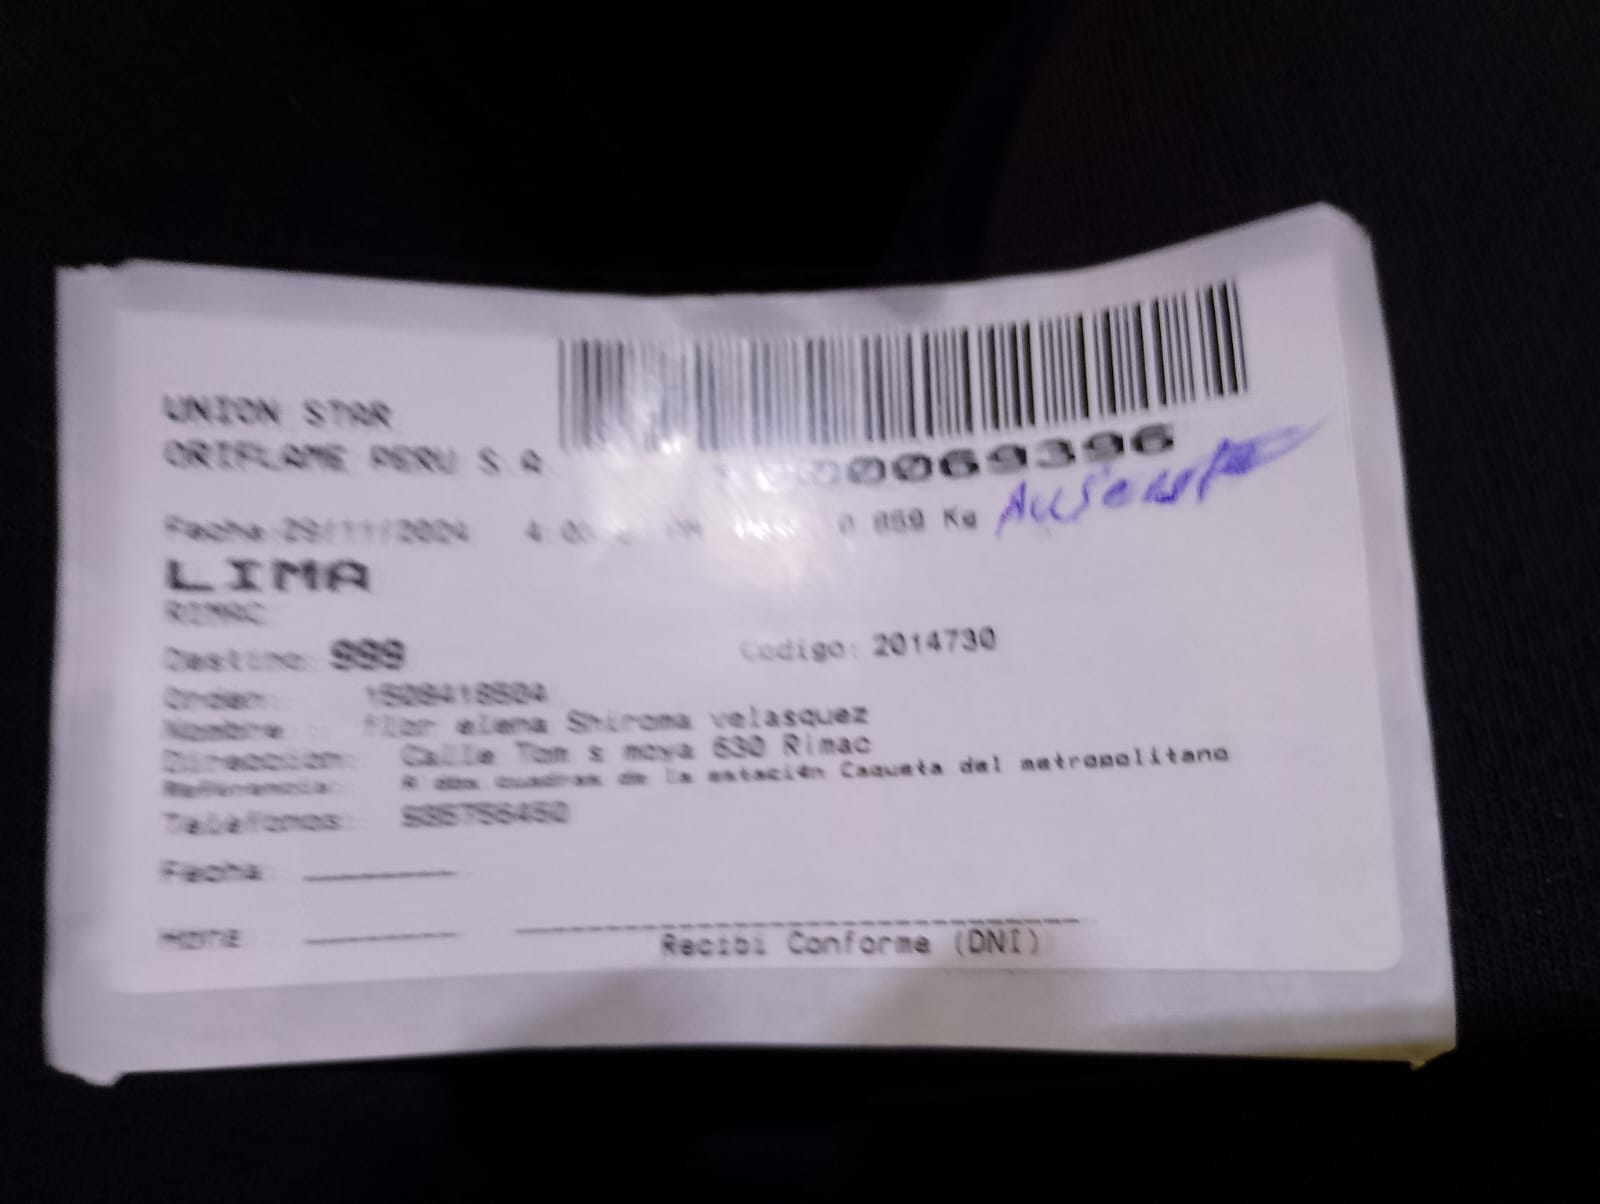 UNION STAR
ORIFLAME PERU S A
0069396
Fecha 29/11/2024 Kg Ausente
LIMA
RIMAC
Destino: 999 Codigo: 2014730
Orden:
Nombre : flor elena Shiroma velasquez
Direccion: Calle Tom s moya 630 Rimac
Referencia: A dos cuadras de la estación Caqueta del metropolitano
Telefonos:
Fecha:
Hora:
Recibi Conforme (DNI)